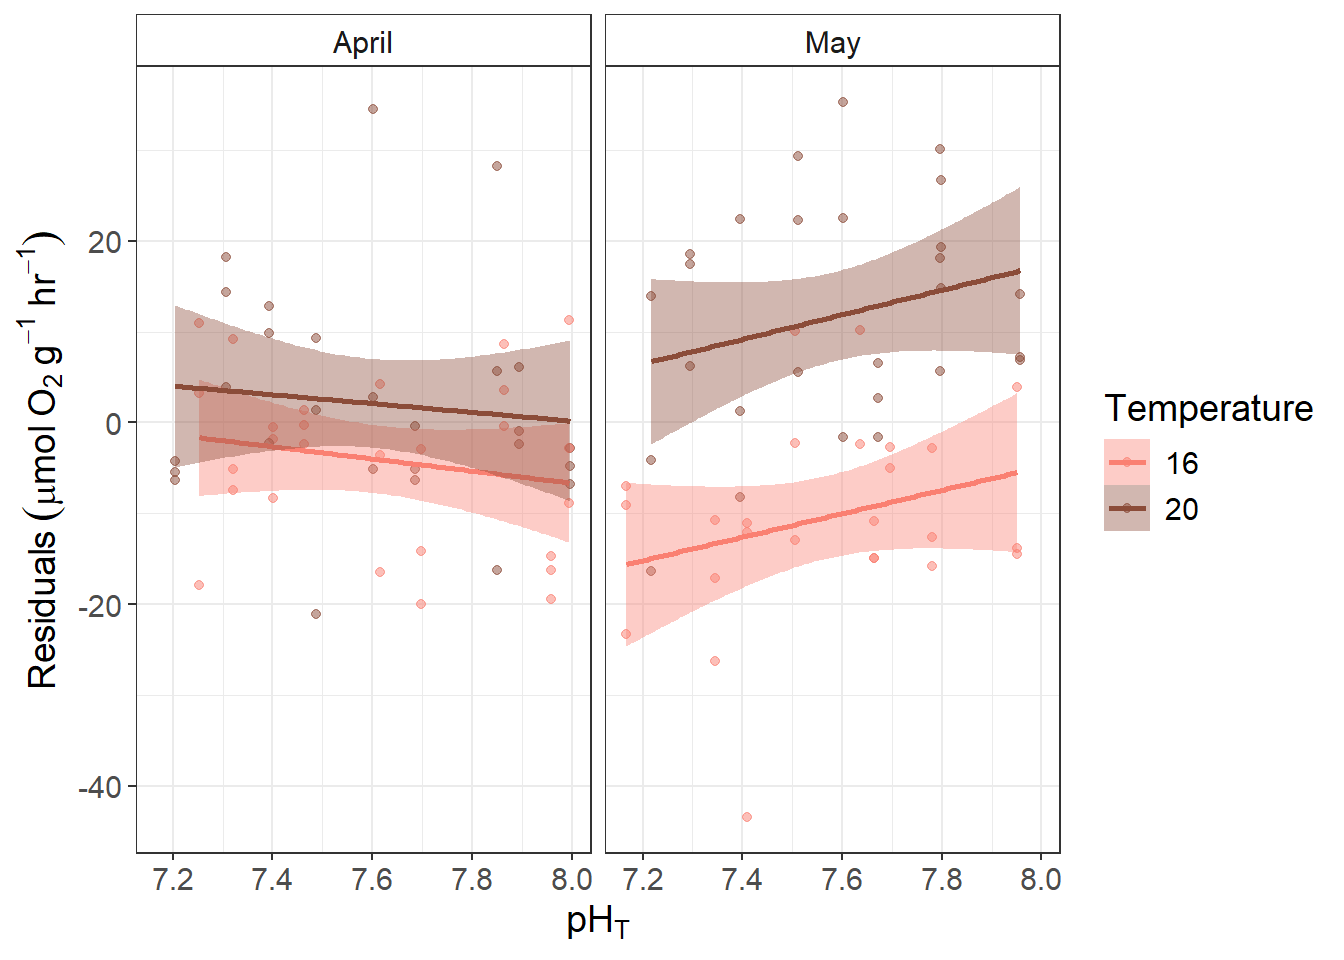 April
May
20
0
-20
-40
Residuals (μmol O₂ g⁻¹ hr⁻¹)
7.2 7.4 7.6 7.8 8.0
7.2 7.4 7.6 7.8 8.0
pH_T
Temperature
16
20